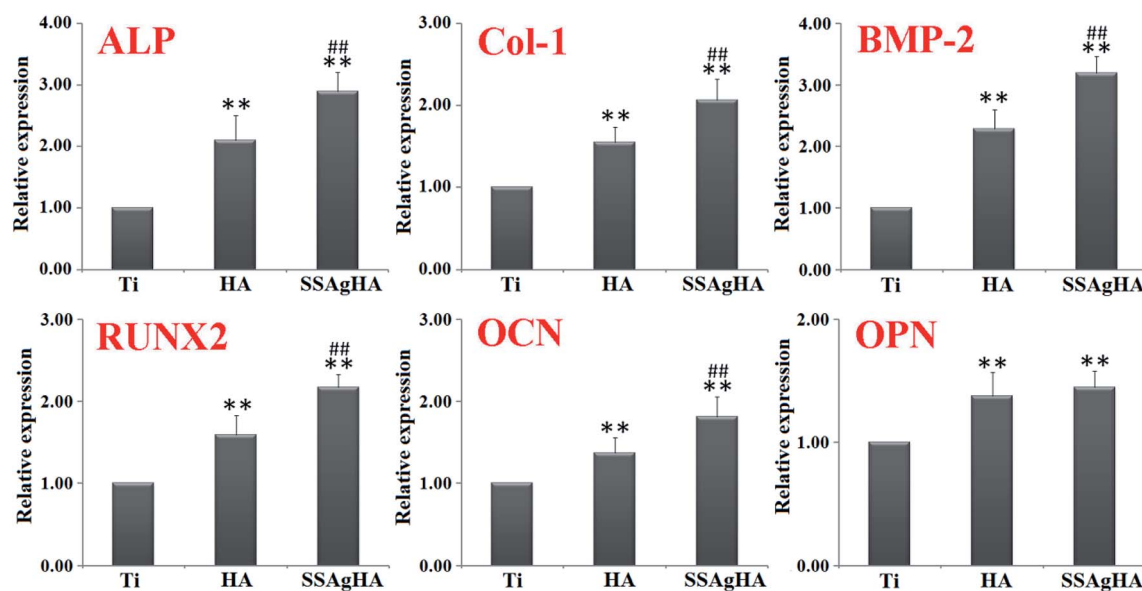 4.00
ALP
##
**
3.00
**
2.00
1.00
0.00
Relative expression
Ti HA SSAgHA
3.00
Col-1
##
**
2.00
**
1.00
0.00
Relative expression
Ti HA SSAgHA
4.00
BMP-2
##
**
3.00
**
2.00
1.00
0.00
Relative expression
Ti HA SSAgHA
3.00
RUNX2
##
**
2.00
**
1.00
0.00
Relative expression
Ti HA SSAgHA
3.00
OCN
##
**
2.00
**
1.00
0.00
Relative expression
Ti HA SSAgHA
2.00
OPN
** **
1.00
0.00
Relative expression
Ti HA SSAgHA